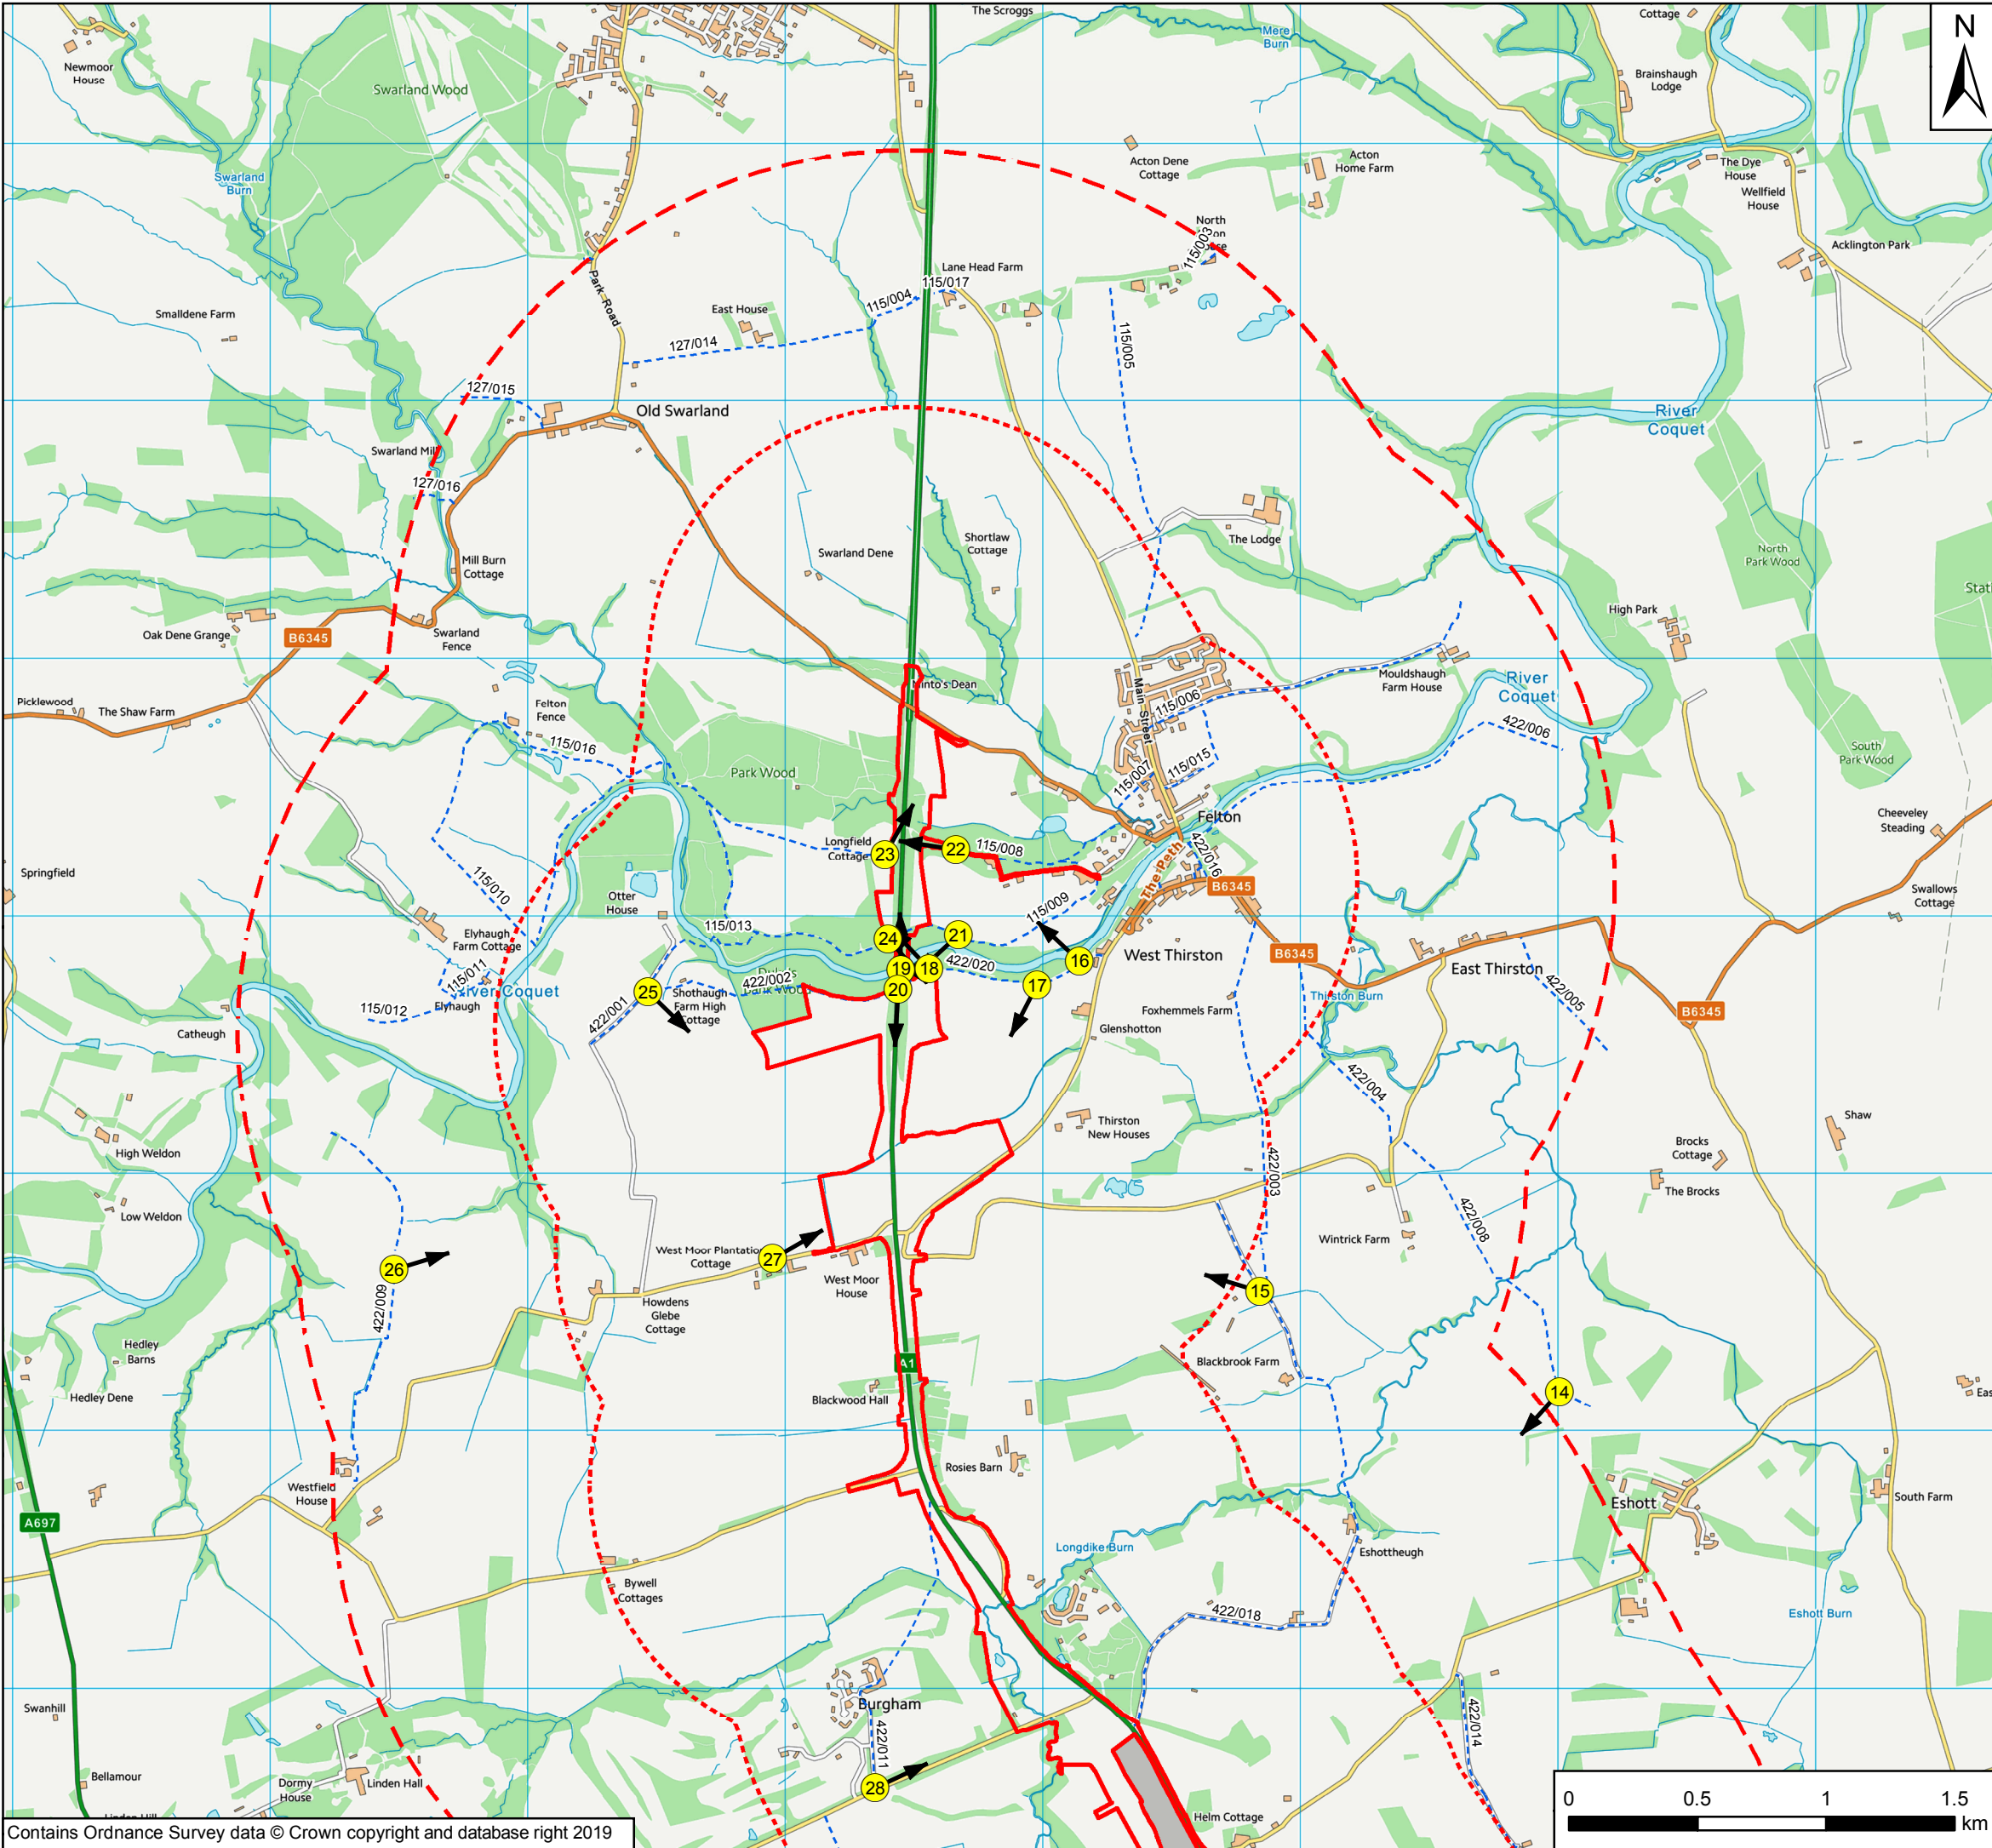 The Scroggs
Cottage
N
Mere
Burn
Newmoor
House
Swarland Wood
Brainshaugh
Lodge
Acton Dene
Cottage
Acton
Home Farm
The Dye
House
Wellfield
House
Swarland
Burn
North
115/003
Acklington Park
Park Road
Lane Head Farm
115/017
115/004
Smalldene Farm
East House
127/014
115/005
127/015
Old Swarland
River
Coquet
Swarland Mill
127/016
Swarland Dene
Shortlaw
Cottage
The Lodge
North
Park Wood
Mill Burn
Cottage
High Park
Oak Dene Grange
B6345
Swarland
Fence
Minto's Dean
Mouldshaugh
Farm House
River
Coquet
Picklewood
The Shaw Farm
Felton
Fence
Main Street
115/006
422/006
115/016
Park Wood
115/007
115/015
South
Park Wood
Cheeveley
Steading
Felton
Longfield
Cottage
23
22
115/008
422/016
The Peth
B6345
Springfield
115/010
Otter
House
115/009
Swallows
Cottage
Elyhaugh
Farm Cottage
115/013
24
21
West Thirston
B6345
East Thirston
16
19
18
422/020
115/011
River Coquet
Duke's
Bank Wood
422/002
17
20
25
Shothaugh
Farm High
Cottage
422/001
115/012
Elyhaugh
Thirston Burn
422/005
Foxhemmels Farm
B6345
Catheugh
Glenshotton
422/004
Thirston
New Houses
Shaw
High Weldon
Brocks
Cottage
422/003
The Brocks
Low Weldon
422/008
Wintrick Farm
West Moor Plantation
Cottage
27
26
West Moor
House
15
422/009
Howdens
Glebe
Cottage
Hedley
Barns
A1
Blackbrook Farm
Hedley Dene
Blackwood Hall
14
Rosies Barn
Westfield
House
Eshott
South Farm
A697
Longdike Burn
Eshottheugh
Bywell
Cottages
422/018
Eshott Burn
Swanhill
Burgham
422/011
422/014
Bellamour
Dormy
House
Linden Hall
28
Helm Cottage
0
0.5
1
1.5
km
Contains Ordnance Survey data © Crown copyright and database right 2019